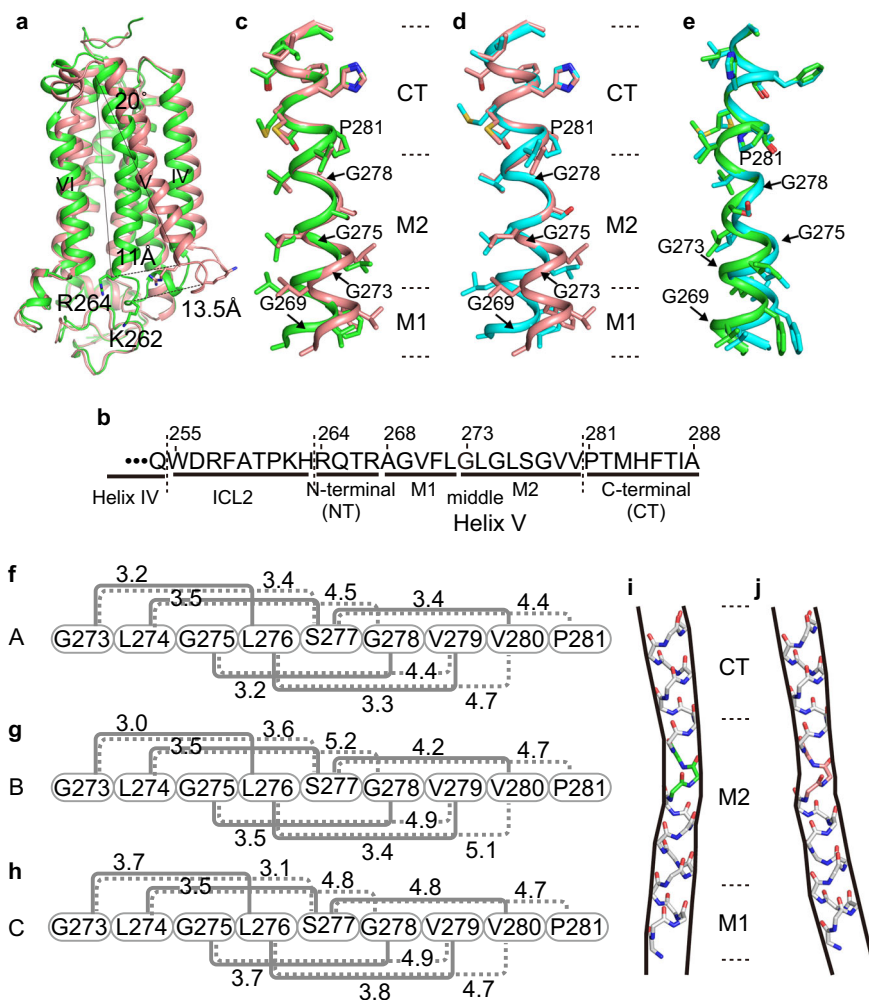 a
20°
VI
V
IV
11Å
R264
13.5Å
K262
c
P281
G278
G275
G273
G269
CT
M2
M1
d
P281
G278
G275
G273
G269
e
P281
G278
G273
G275
G269
b
255
264
268
273
281
288
•••QWDRFATPKHRQTRAGVFLGLGLSGVVPTMHFTIA
Helix IV
ICL2
N-terminal
(NT)
M1
middle
M2
C-terminal
(CT)
Helix V
f
3.2
3.4
3.5
4.5
3.4
4.4
A
G273 L274 G275 L276 S277 G278 V279 V280 P281
4.4
3.2
3.3
4.7
g
3.0
3.6
3.5
5.2
4.2
4.7
B
G273 L274 G275 L276 S277 G278 V279 V280 P281
4.9
3.5
3.4
5.1
h
3.7
3.1
3.5
4.8
4.8
4.7
C
G273 L274 G275 L276 S277 G278 V279 V280 P281
4.9
3.7
3.8
4.7
i
j
CT
M2
M1